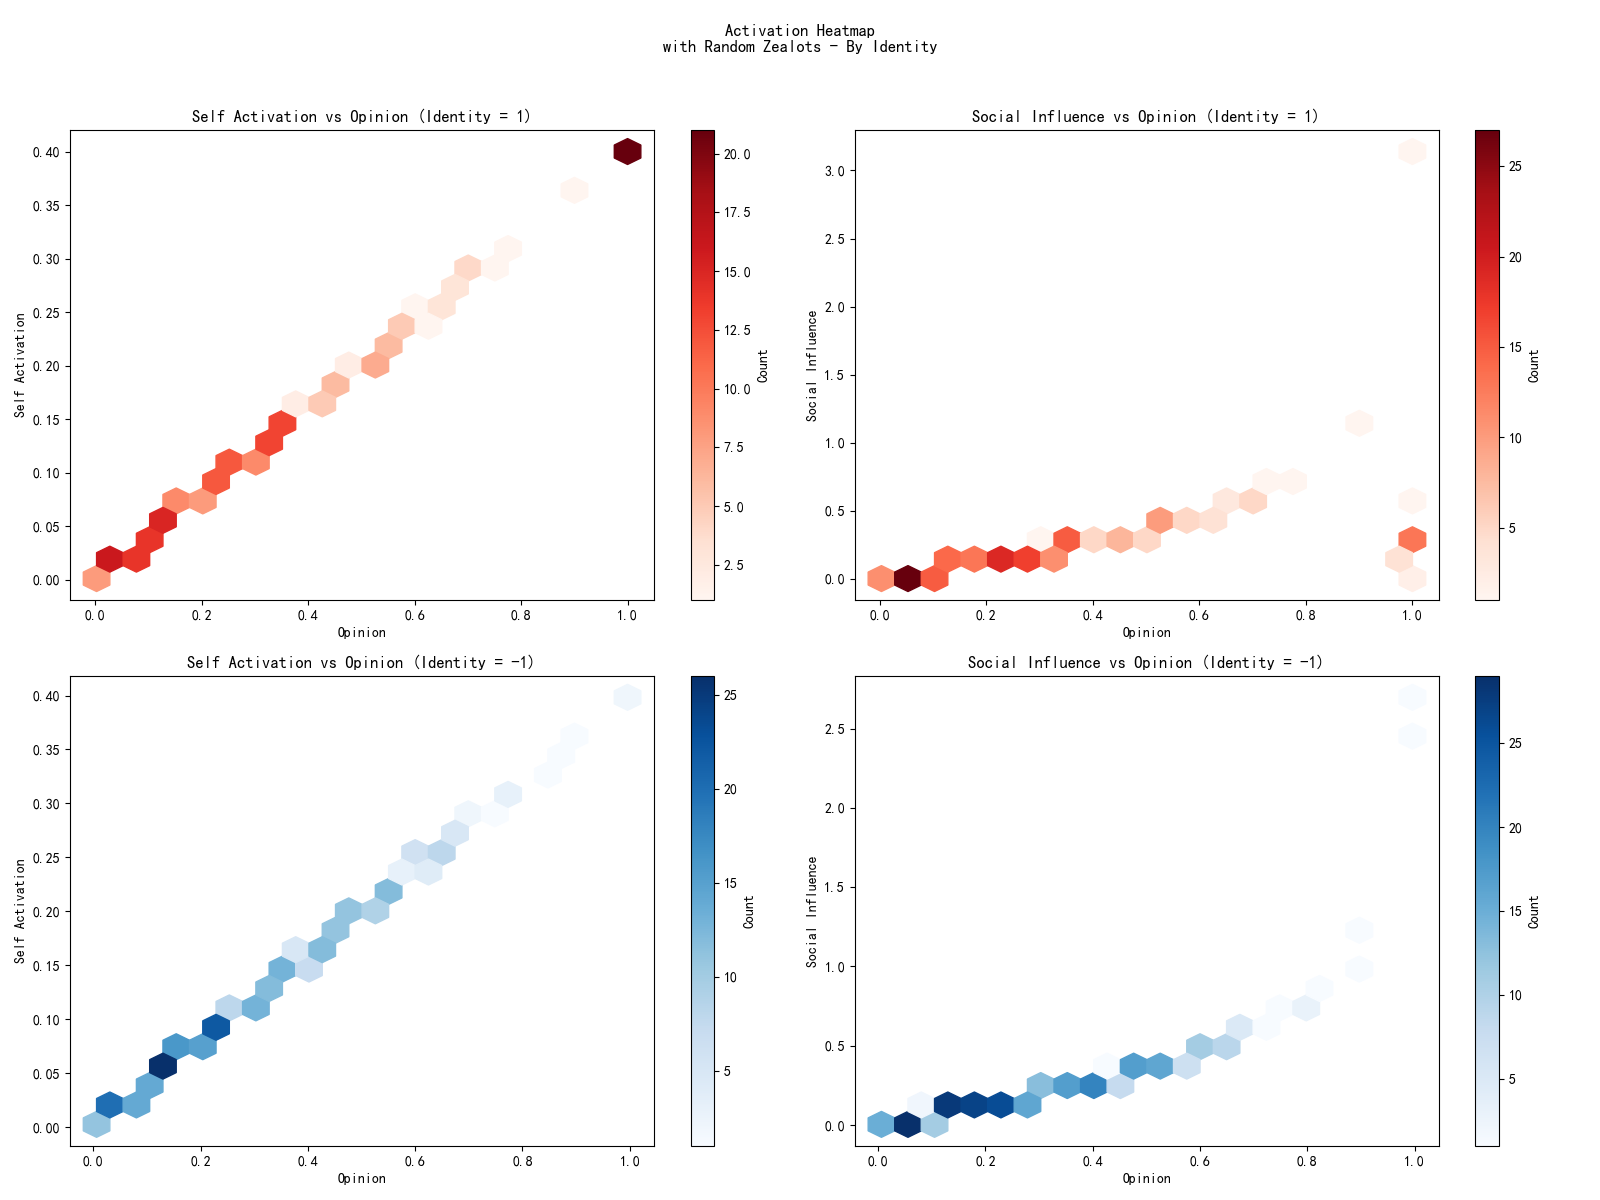 Activation Heatmap
with Random Zealots - By Identity
Self Activation vs Opinion (Identity = 1)
0.40
0.35
0.30
0.25
0.20
0.15
0.10
0.05
0.00
Self Activation
0.0 0.2 0.4 0.6 0.8 1.0
Opinion
20.0
17.5
15.0
12.5
10.0
7.5
5.0
2.5
Count
Social Influence vs Opinion (Identity = 1)
3.0
2.5
2.0
1.5
1.0
0.5
0.0
Social Influence
0.0 0.2 0.4 0.6 0.8 1.0
Opinion
25
20
15
10
5
Count
Self Activation vs Opinion (Identity = -1)
0.40
0.35
0.30
0.25
0.20
0.15
0.10
0.05
0.00
Self Activation
0.0 0.2 0.4 0.6 0.8 1.0
Opinion
25
20
15
10
5
Count
Social Influence vs Opinion (Identity = -1)
2.5
2.0
1.5
1.0
0.5
0.0
Social Influence
0.0 0.2 0.4 0.6 0.8 1.0
Opinion
25
20
15
10
5
Count